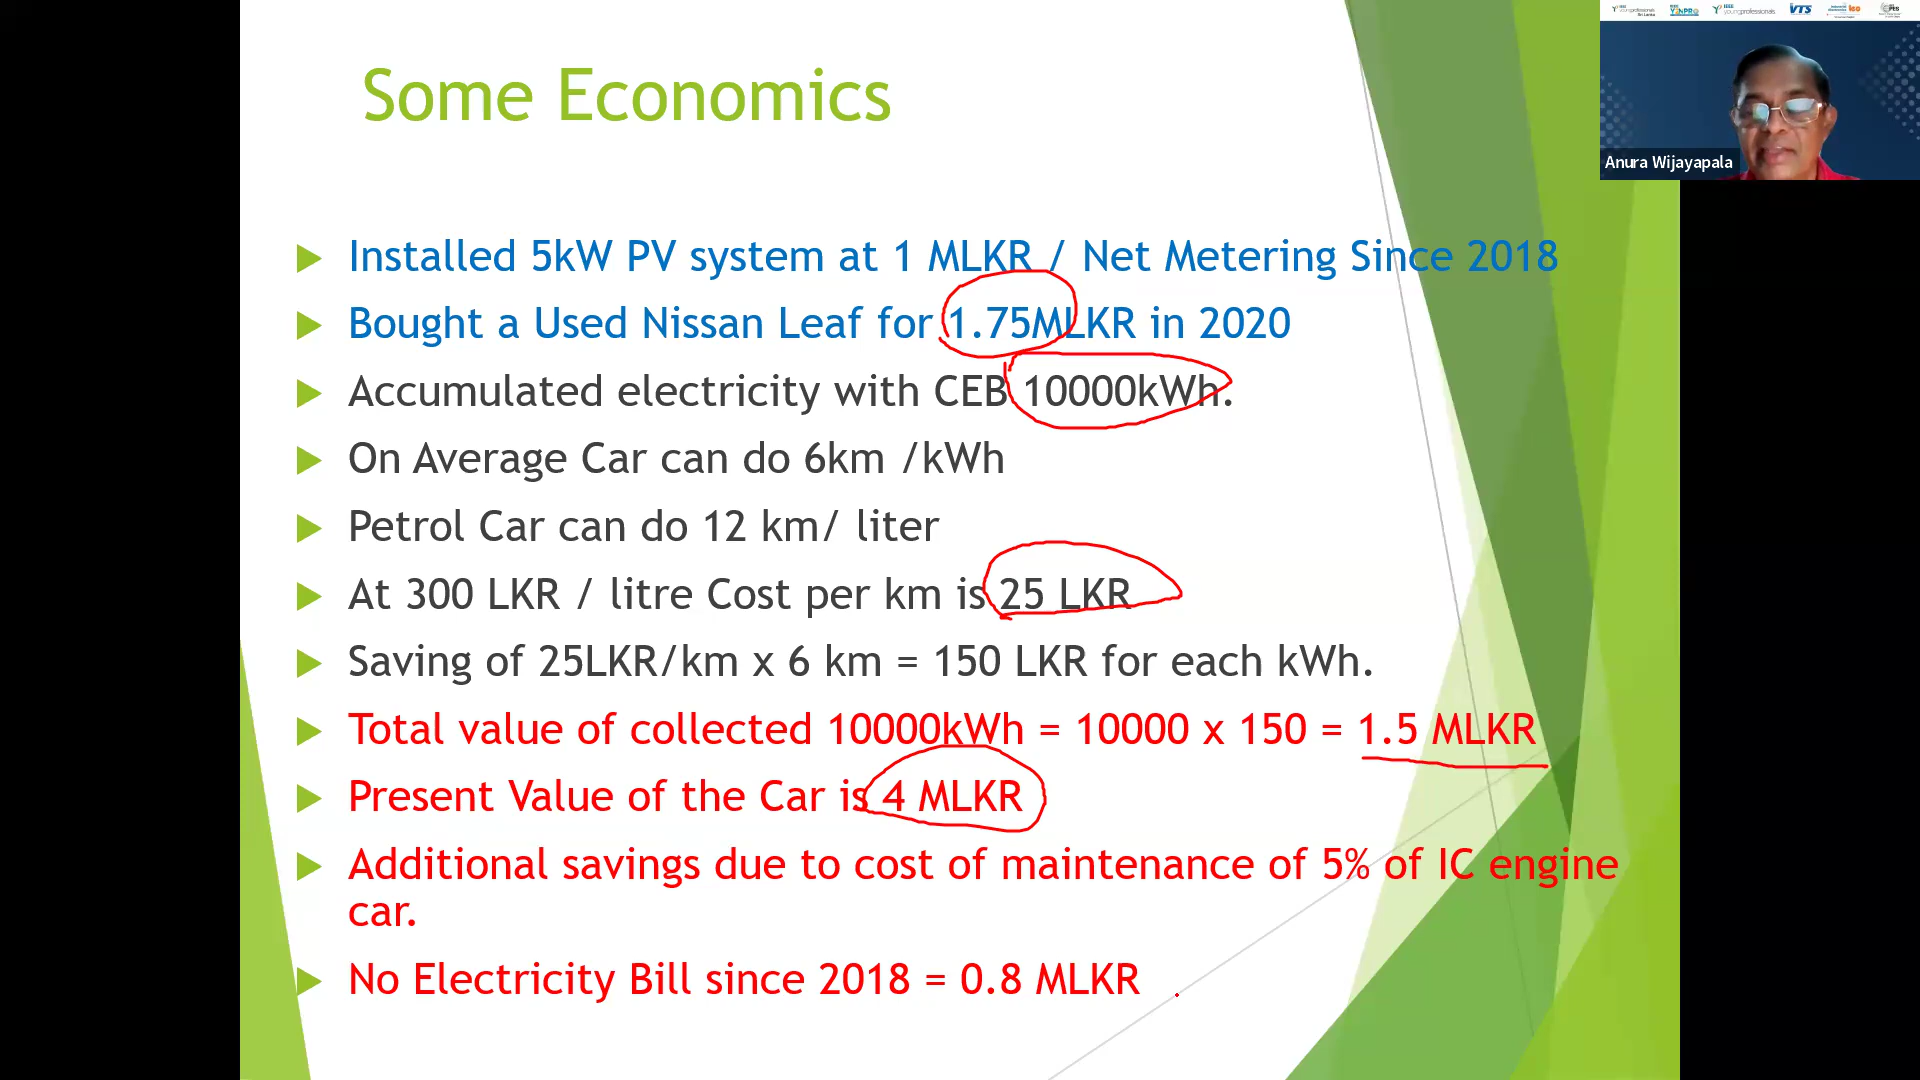 Some Economics
Installed 5kW PV system at 1 MLKR / Net Metering Since 2018
Bought a Used Nissan Leaf for 1.75MLKR in 2020
Accumulated electricity with CEB 10000kWh.
On Average Car can do 6km /kWh
Petrol Car can do 12 km/ liter
At 300 LKR / litre Cost per km is 25 LKR
Saving of 25LKR/km x 6 km = 150 LKR for each kWh.
Total value of collected 10000kWh = 10000 x 150 = 1.5 MLKR
Present Value of the Car is 4 MLKR
Additional savings due to cost of maintenance of 5% of IC engine
car.
No Electricity Bill since 2018 = 0.8 MLKR
youngprofessionals
youngprofessionals
VTS
Anura Wijayapala